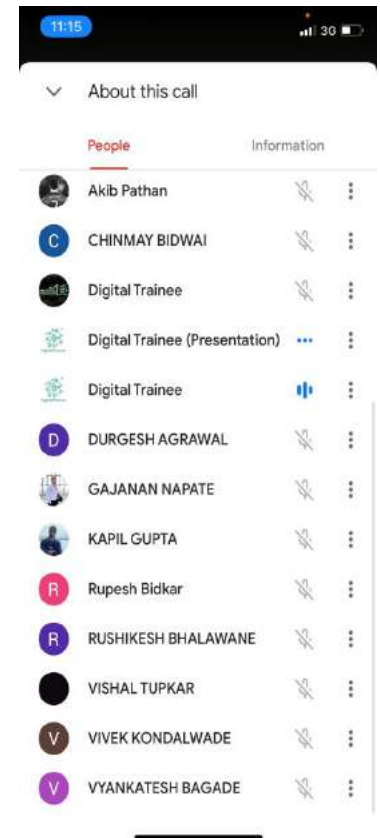 11:15
3G
About this call
People Information
Akib Pathan
C CHINMAY BIDWAI
Digital Trainee
Digital Trainee (Presentation)
Digital Trainee
D DURGESH AGRAWAL
GAJANAN NAPATE
KAPIL GUPTA
R Rupesh Bidkar
R RUSHIKESH BHALAWANE
VISHAL TUPKAR
V VIVEK KONDALWADE
V VYANKATESH BAGADE